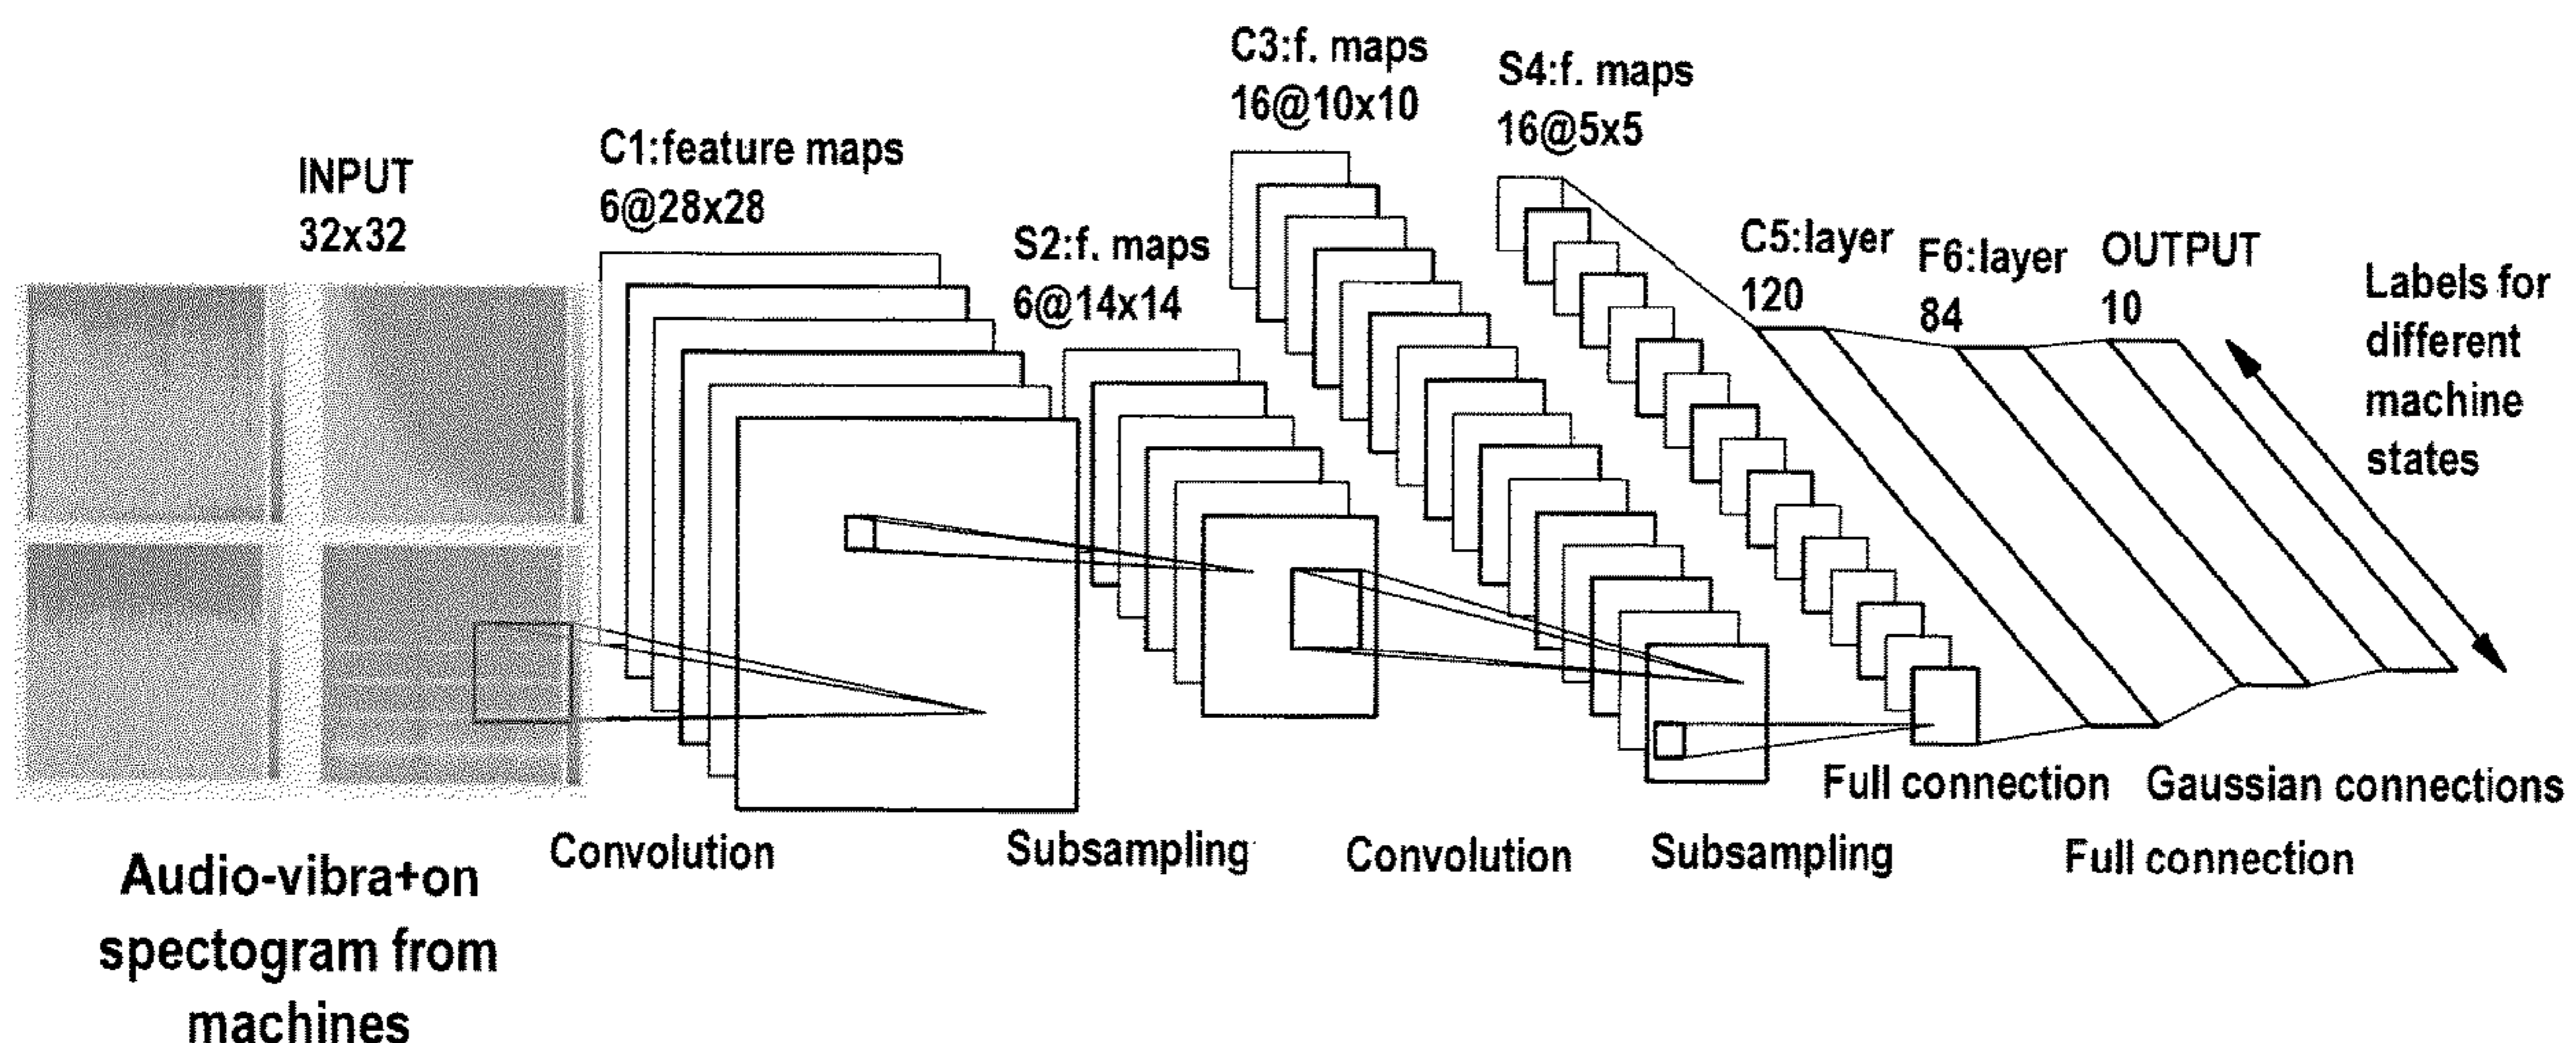 INPUT
32x32
C1:feature maps
6@28x28
S2:f. maps
6@14x14
C3:f. maps
16@10x10
S4:f. maps
16@5x5
C5:layer
120
F6:layer
84
OUTPUT
10
Labels for
different
machine
states
Convolution
Subsampling
Convolution
Subsampling
Full connection
Full connection
Gaussian connections
Audio-vibra+on
spectogram from
machines